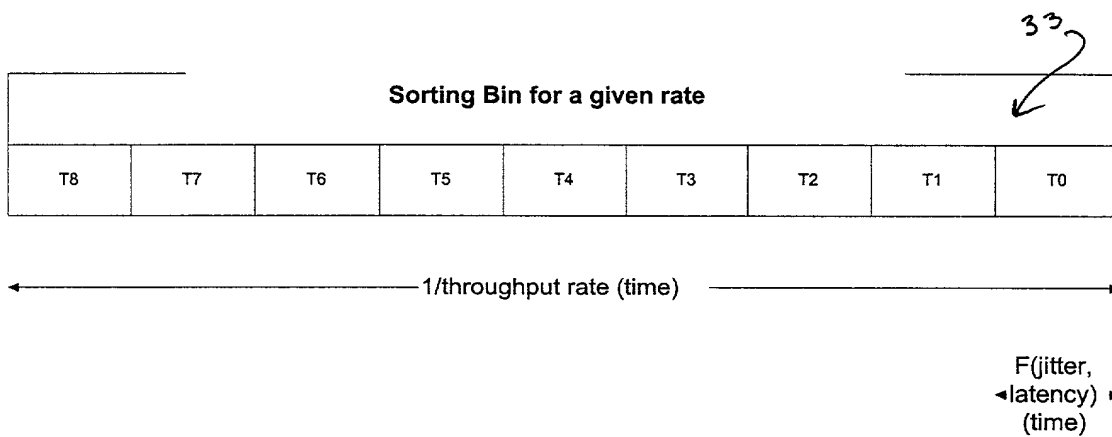 33
Sorting Bin for a given rate
T8 T7 T6 T5 T4 T3 T2 T1 T0
1/throughput rate (time)
F(jitter,
latency)
(time)